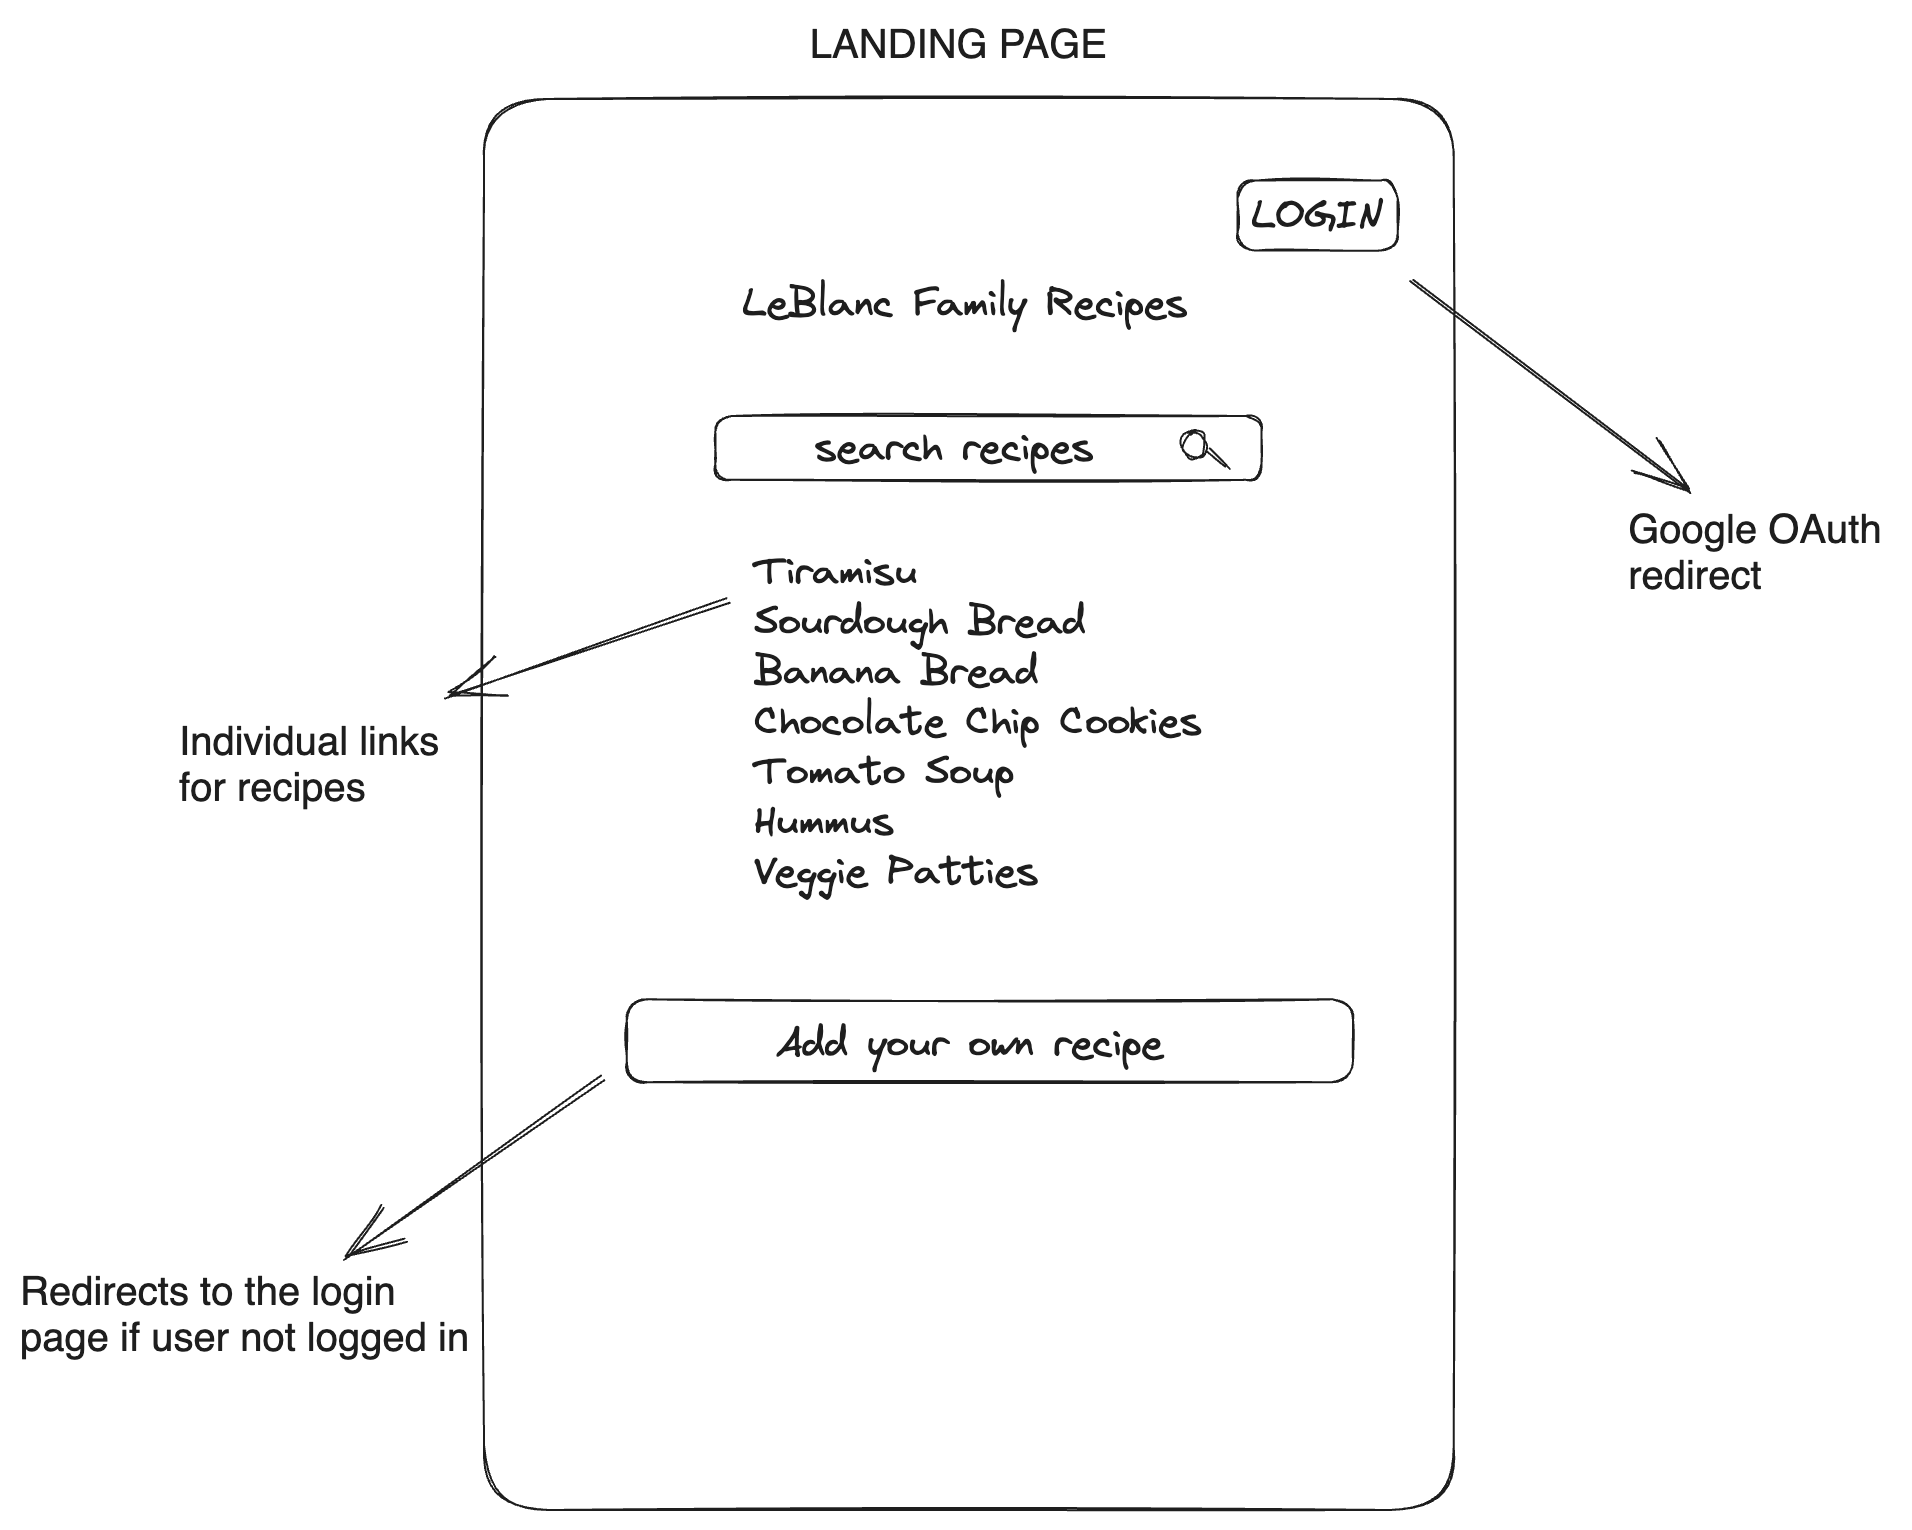 LANDING PAGE
LOGIN
LeBlanc Family Recipes
search recipes
Google OAuth
redirect
Tiramisu
Sourdough Bread
Banana Bread
Chocolate Chip Cookies
Tomato Soup
Hummus
Veggie Patties
Individual links
for recipes
Add your own recipe
Redirects to the login
page if user not logged in